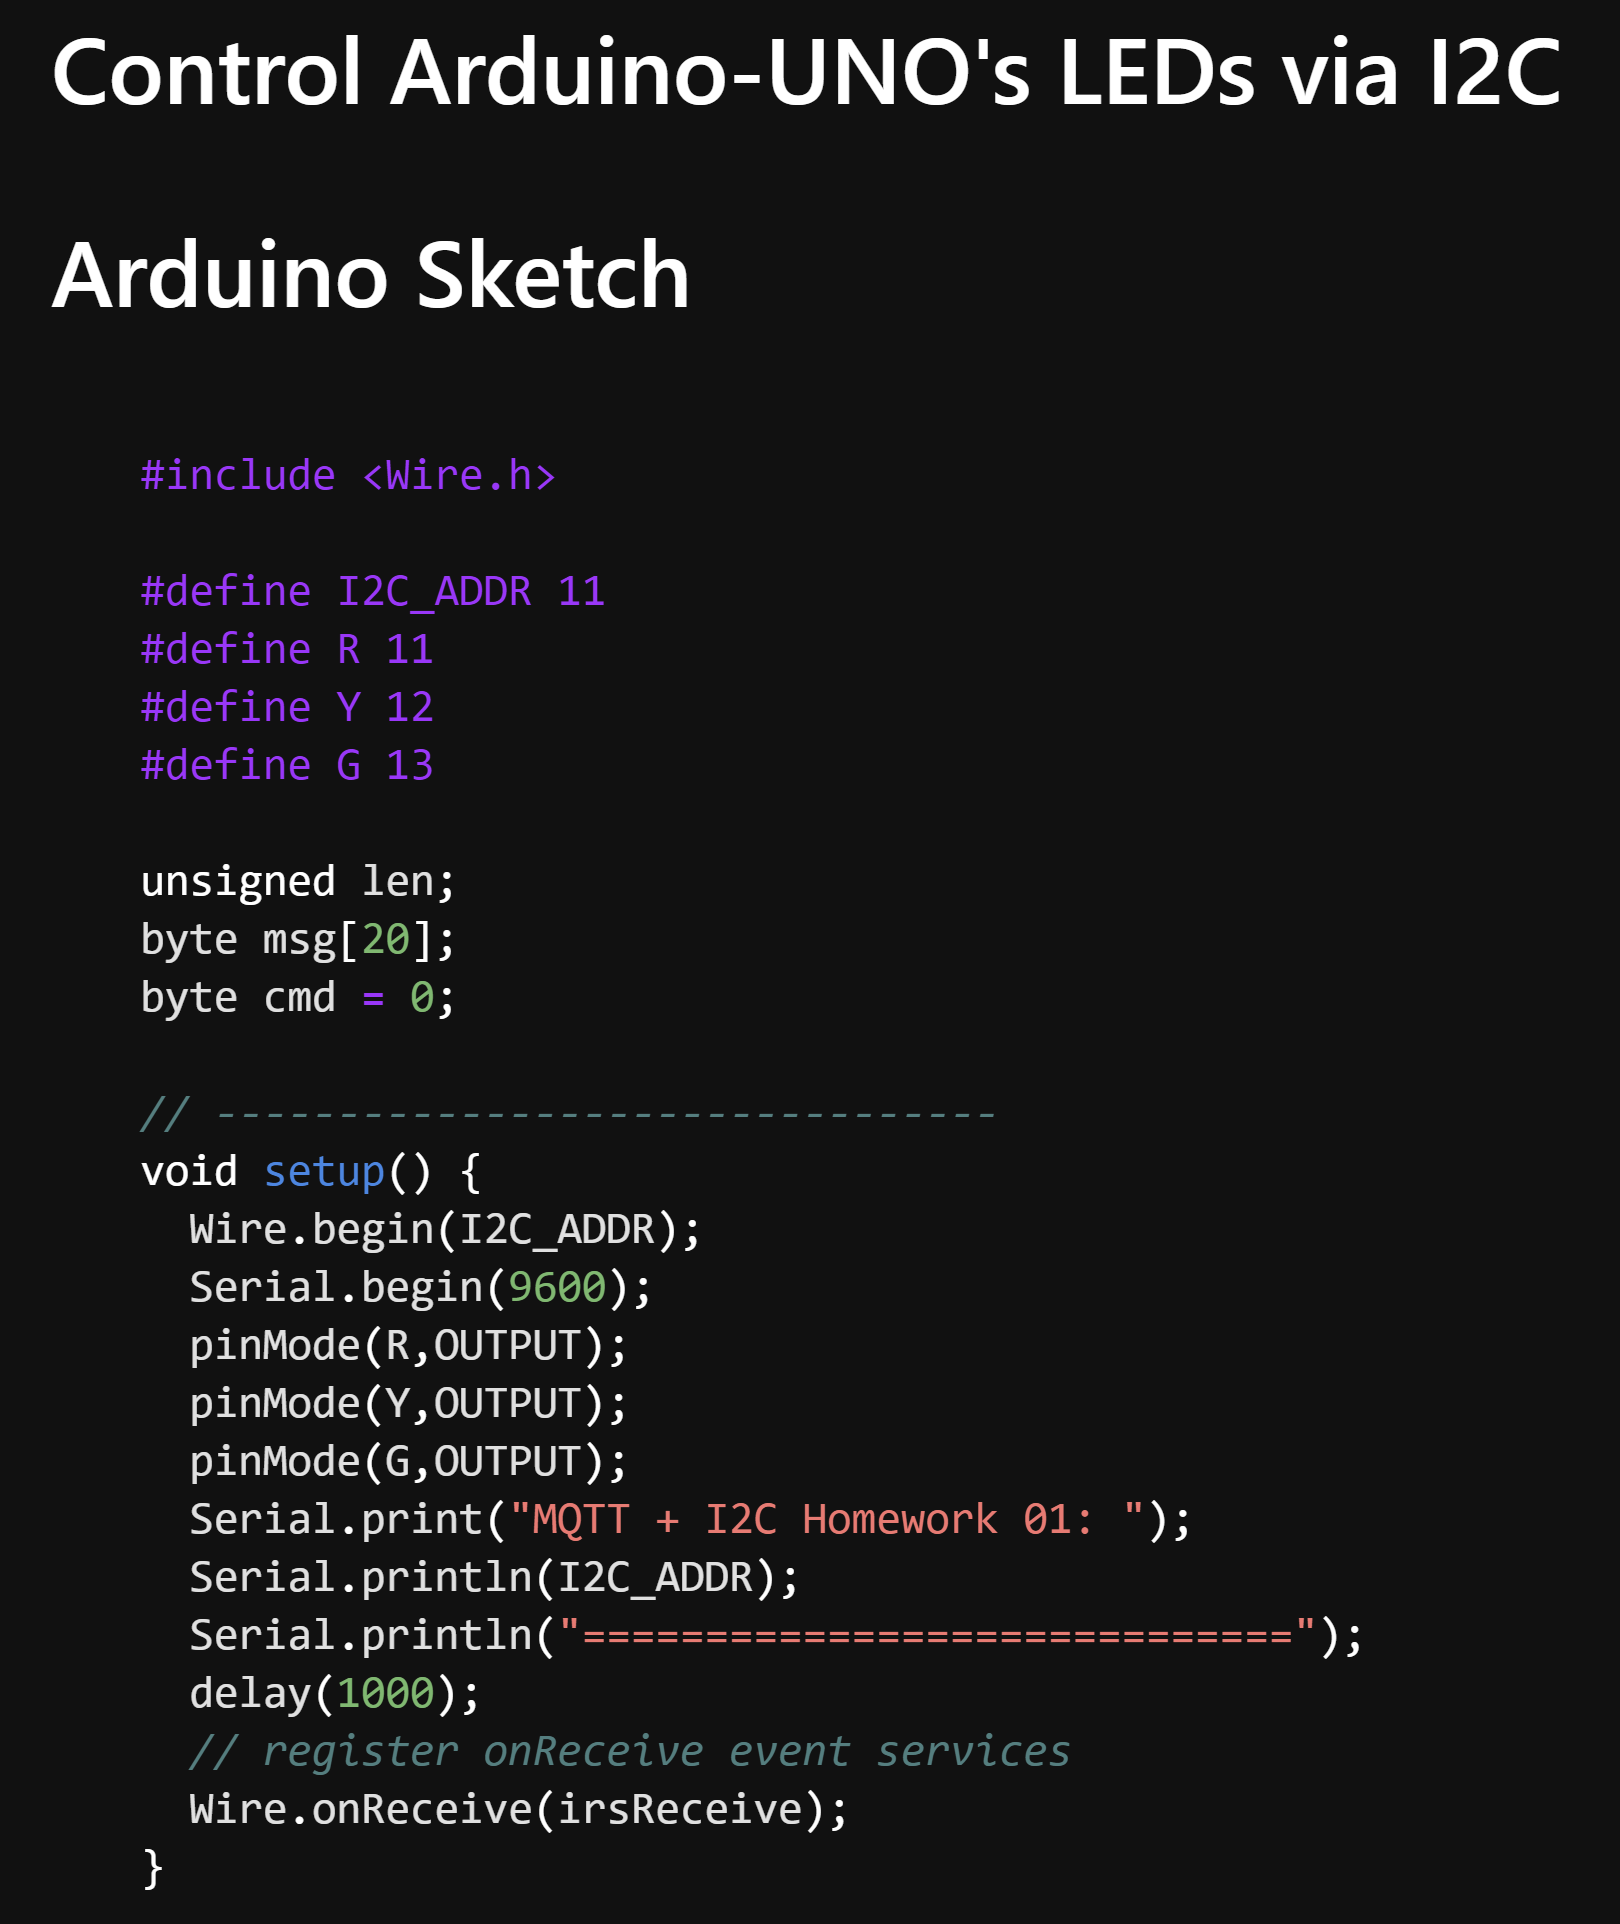 Control Arduino-UNO's LEDs via I2C
Arduino Sketch
#include <Wire.h>
#define I2C_ADDR 11
#define R 11
#define Y 12
#define G 13
unsigned len;
byte msg[20];
byte cmd = 0;
// --------------------------------
void setup() {
  Wire.begin(I2C_ADDR);
  Serial.begin(9600);
  pinMode(R,OUTPUT);
  pinMode(Y,OUTPUT);
  pinMode(G,OUTPUT);
  Serial.print("MQTT + I2C Homework 01: ");
  Serial.println(I2C_ADDR);
  Serial.println("=============================");
  delay(1000);
  // register onReceive event services
  Wire.onReceive(irsReceive);
}